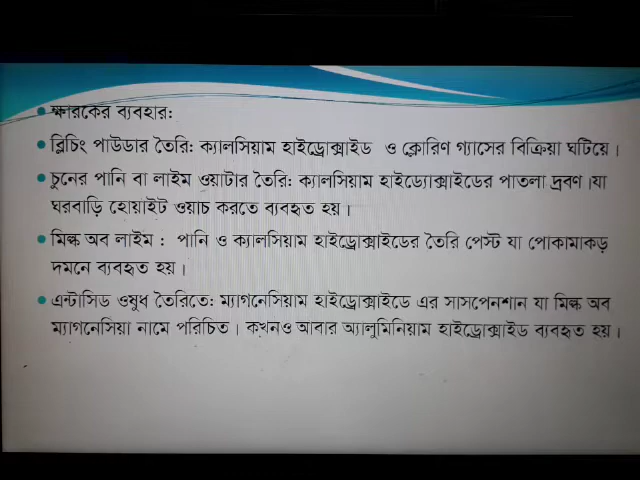 ক্ষারকের ব্যবহার:
ব্লিচিং পাউডার তৈরি: ক্যালসিয়াম হাইড্রোক্সাইড ও ক্লোরিণ গ্যাসের বিক্রিয়া ঘটিয়ে।
চুনের পানি বা লাইম ওয়াটার তৈরি: ক্যালসিয়াম হাইড্যোক্সাইডের পাতলা দ্রবণ।যা
ঘরবাড়ি হোয়াইট ওয়াচ করতে ব্যবহৃত হয়।
মিল্ক অব লাইম : পানি ও ক্যালসিয়াম হাইড্রোক্সাইডের তৈরি পেস্ট যা পোকামাকড়
দমনে ব্যবহৃত হয়।
এন্টাসিড ওষুধ তৈরিতে: ম্যাগনেসিয়াম হাইড্রোক্সাইডে এর সাসপেনশান যা মিল্ক অব
ম্যাগনেসিয়া নামে পরিচিত। কখনও আবার অ্যালুমিনিয়াম হাইড্রোক্সাইড ব্যবহৃত হয়।